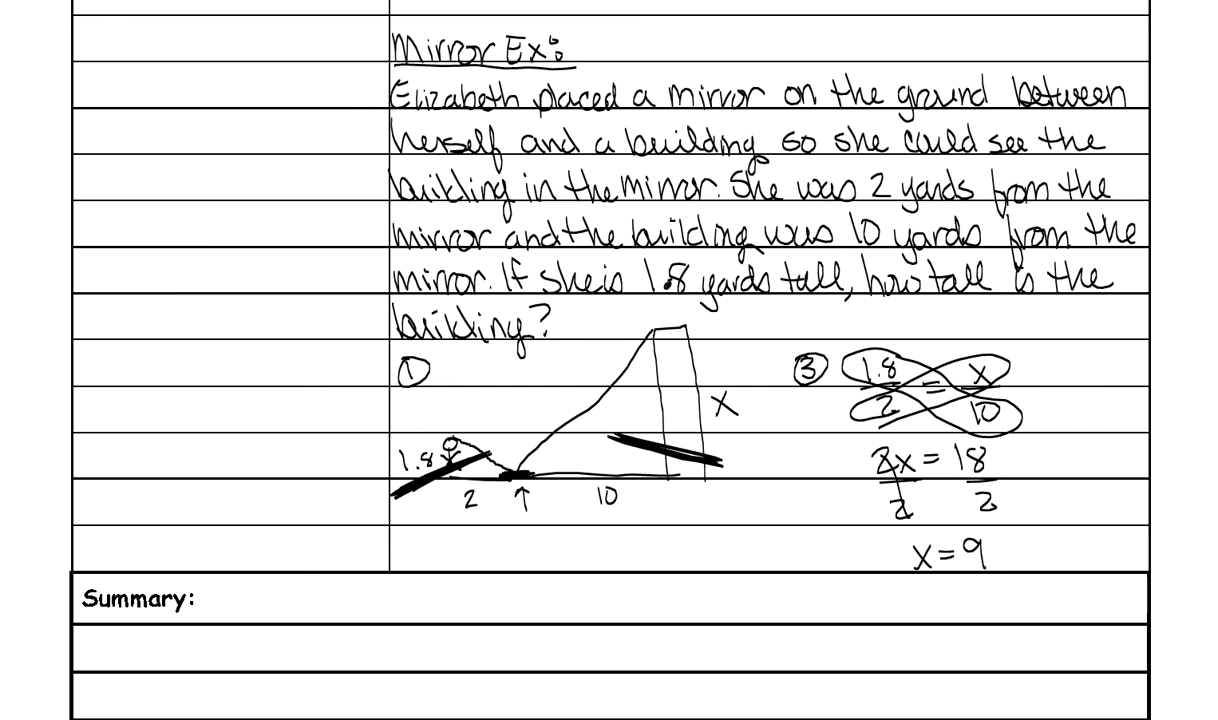 Mirror Ex:
Elizabeth placed a mirror on the ground between
herself and a building so she could see the
building in the mirror. She was 2 yards from the
mirror and the building was 10 yards from the
mirror. If she is 1.8 yards tall, how tall is the
building?
① ③ 1.8/2 = x/10
x
1.8
2 ↑ 10
2x = 18
2 2
x = 9
Summary: